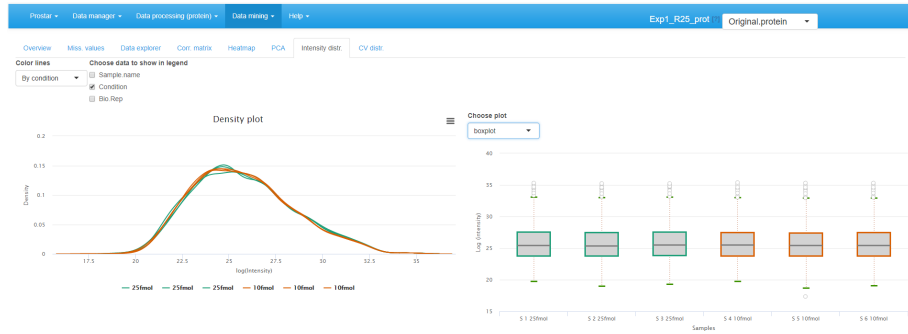 Prostar Data manager Data processing (protein) Data mining Help Exp1_R25_prot Original.protein
Overview Miss. values Data explorer Corr. matrix Heatmap PCA Intensity distr. CV distr.
Color lines Choose data to show in legend
By condition
Sample.name
Condition
Bio.Rep
Density plot
0.2
0.15
0.1
0.05
0
Density
17.5 20 22.5 25 27.5 30 32.5 35
log(Intensity)
25fmol 25fmol 25fmol 10fmol 10fmol 10fmol
Choose plot
boxplot
40
35
30
25
20
15
Log (intensity)
S 1 25fmol S 2 25fmol S 3 25fmol S 4 10fmol S 5 10fmol S 6 10fmol
Samples